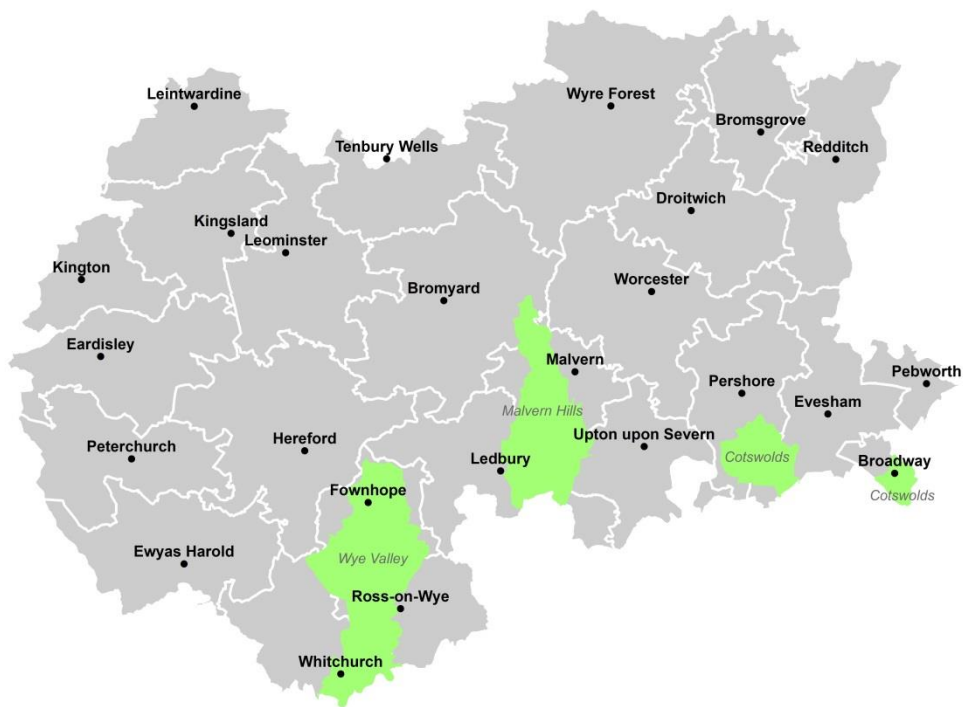 Leintwardine
Wyre Forest
Bromsgrove
Tenbury Wells
Redditch
Droitwich
Kingsland
Leominster
Kington
Worcester
Bromyard
Eardisley
Malvern
Pebworth
Pershore
Evesham
Malvern Hills
Hereford
Upton upon Severn
Peterchurch
Ledbury
Cotswolds
Broadway
Fownhope
Cotswolds
Ewyas Harold
Wye Valley
Ross-on-Wye
Whitchurch